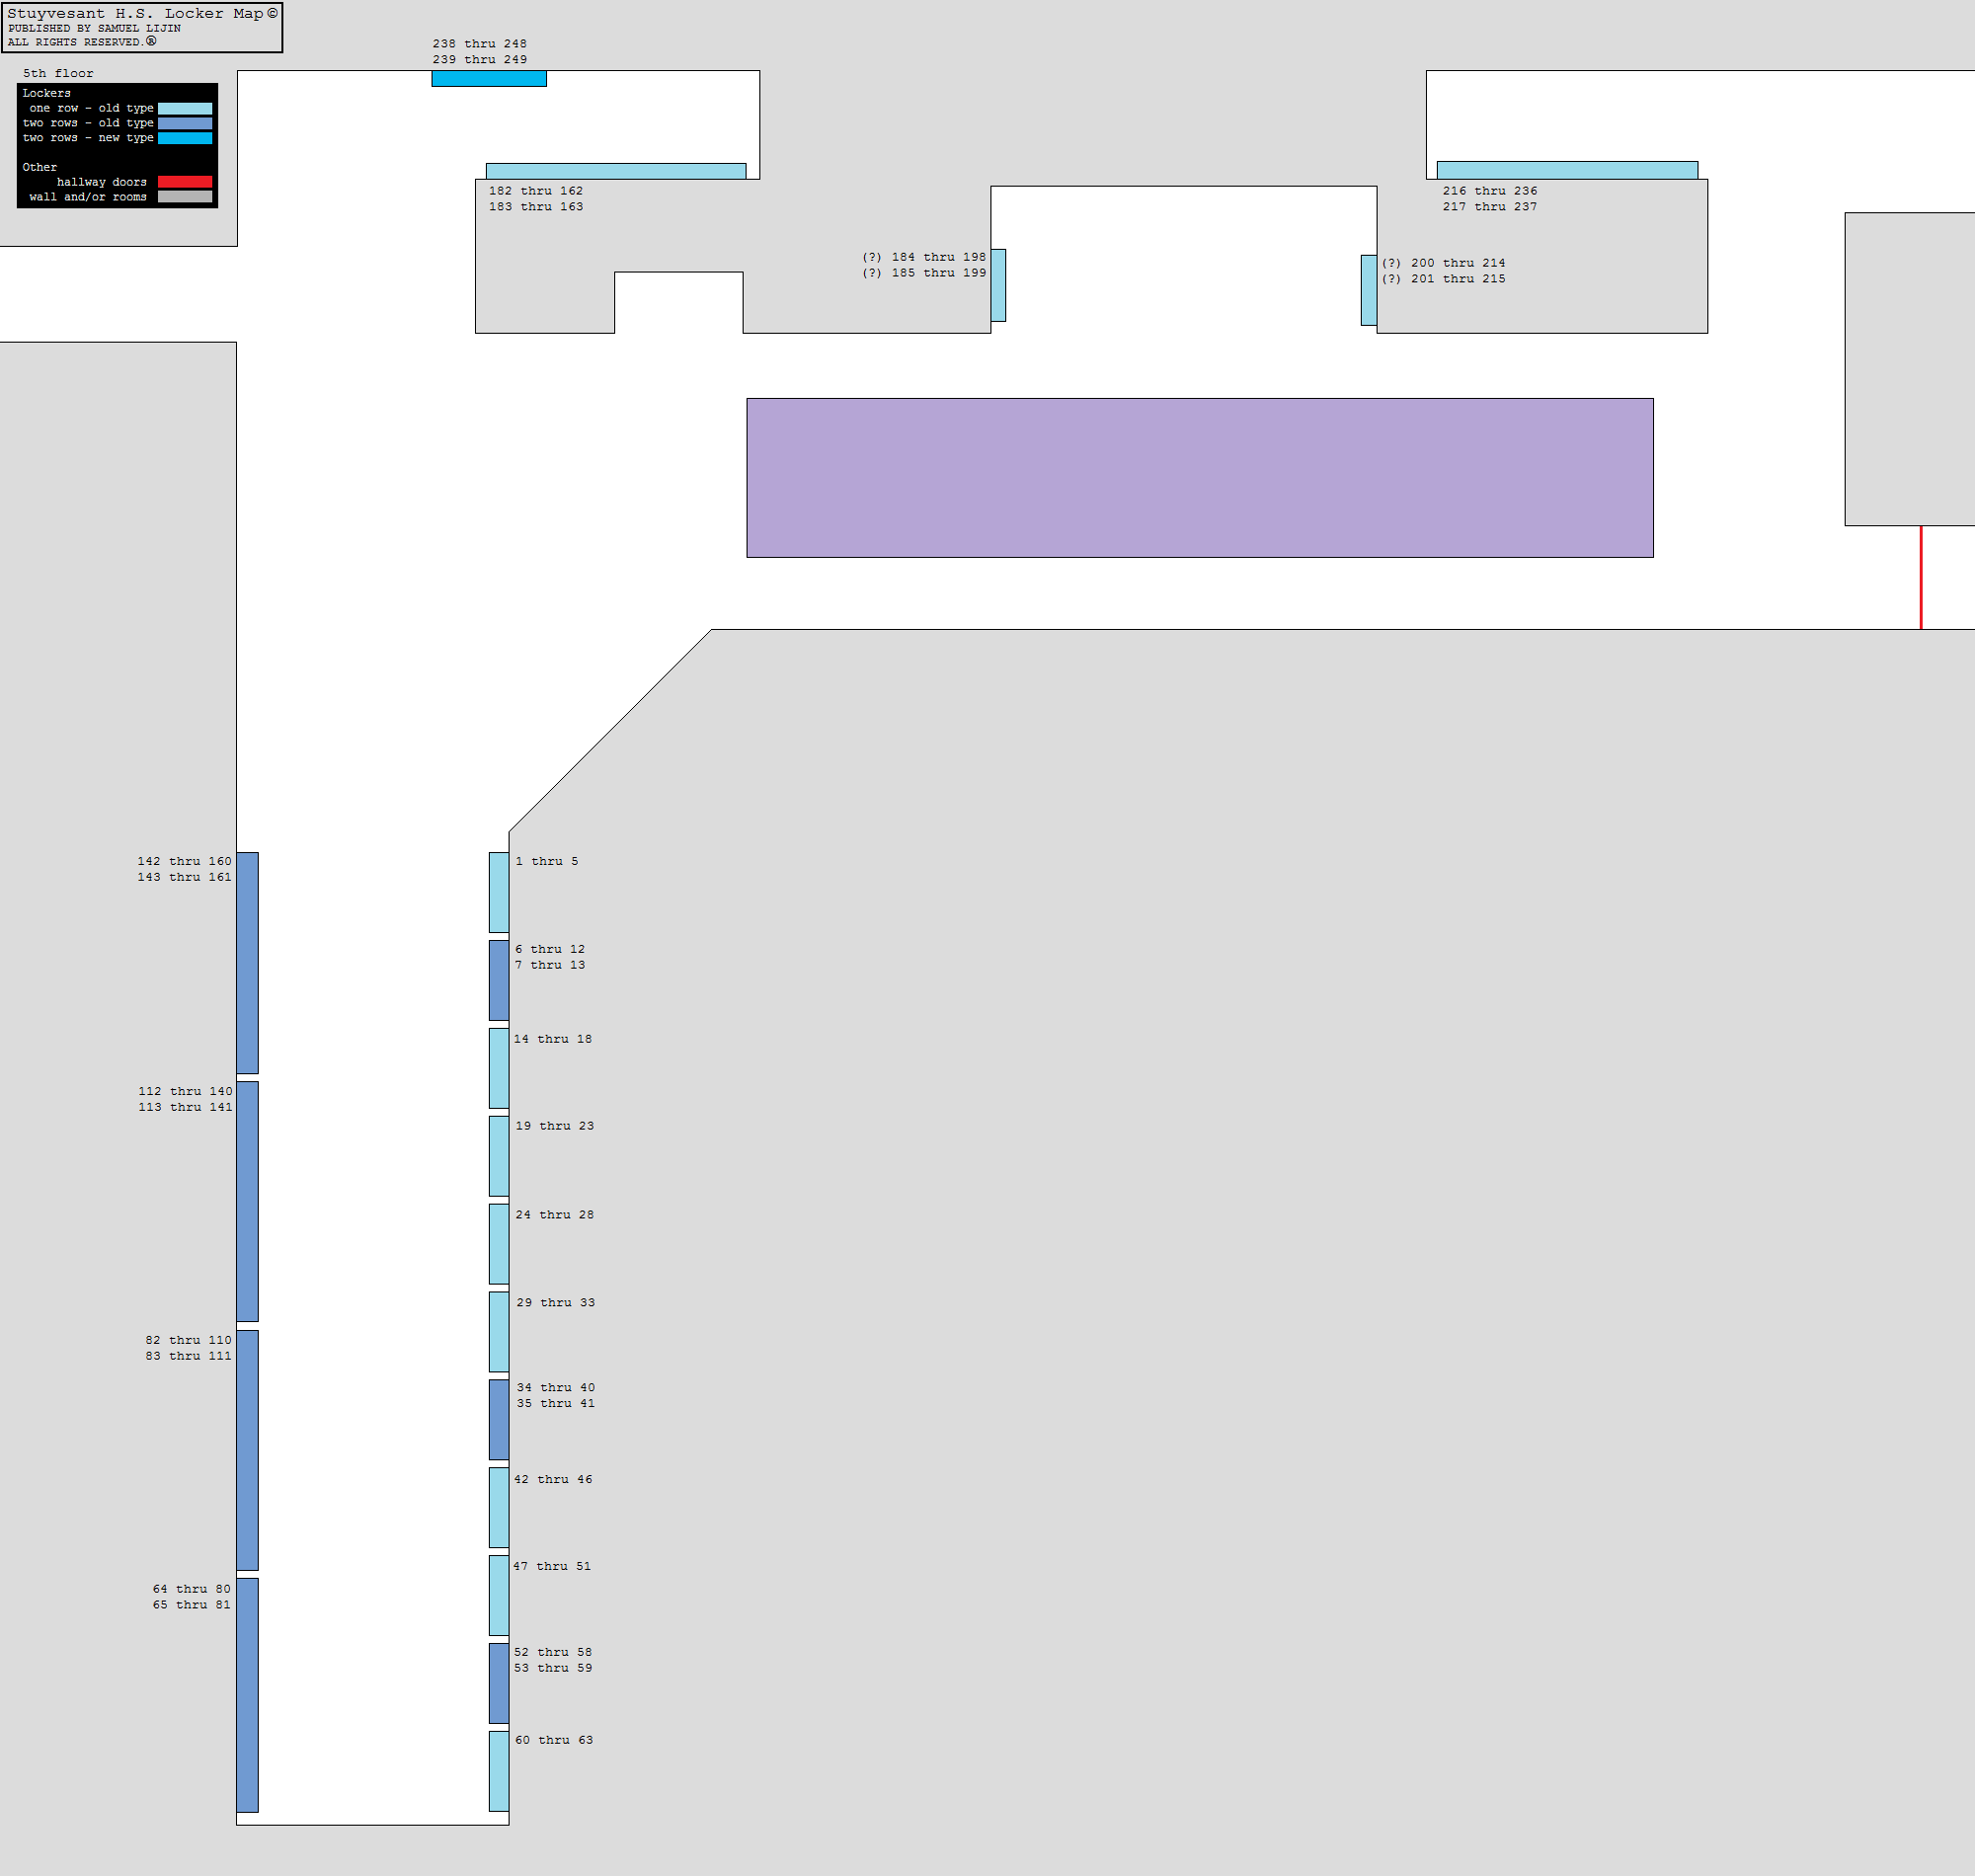 Stuyvesant H.S. Locker Map©
PUBLISHED BY SAMUEL LIJIN
ALL RIGHTS RESERVED.®
5th floor
Lockers
one row - old type
two rows - old type
two rows - new type
Other
hallway doors
wall and/or rooms
238 thru 248
239 thru 249
182 thru 162
183 thru 163
216 thru 236
217 thru 237
(?) 184 thru 198
(?) 185 thru 199
(?) 200 thru 214
(?) 201 thru 215
142 thru 160
143 thru 161
1 thru 5
6 thru 12
7 thru 13
14 thru 18
112 thru 140
113 thru 141
19 thru 23
24 thru 28
29 thru 33
82 thru 110
83 thru 111
34 thru 40
35 thru 41
42 thru 46
47 thru 51
64 thru 80
65 thru 81
52 thru 58
53 thru 59
60 thru 63